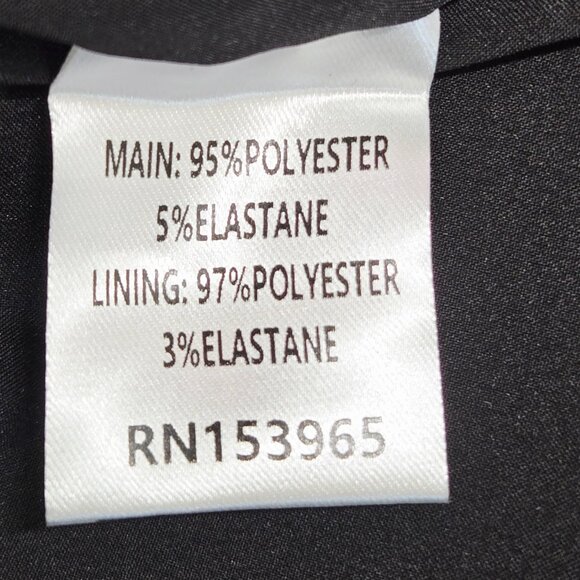 MAIN: 95%POLYESTER
5%ELASTANE
LINING: 97%POLYESTER
3%ELASTANE
RN153965